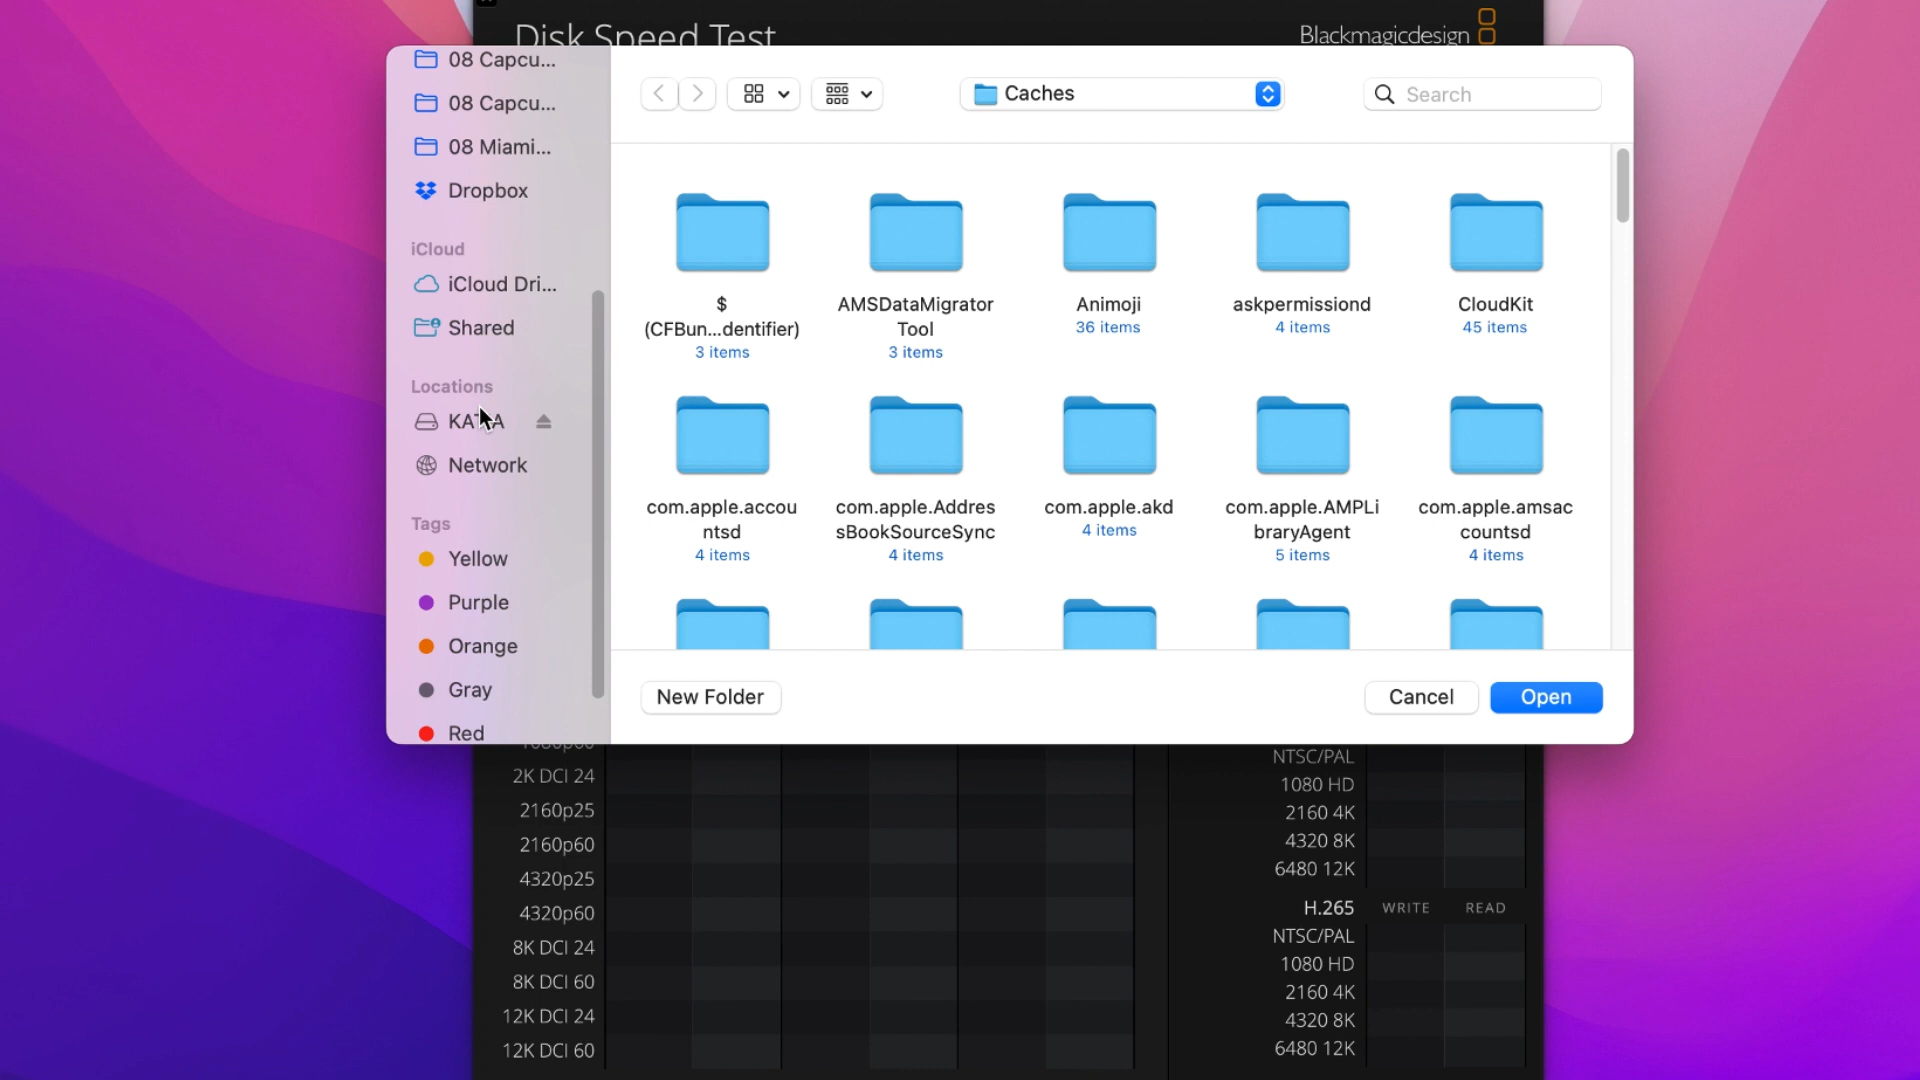 Disk Speed Test
Blackmagicdesign
08 Capcu...
08 Capcu...
08 Miami...
Dropbox
iCloud
iCloud Dri...
Shared
Locations
Network
Tags
Yellow
Purple
Orange
Gray
Red
Caches
Search
$
(CFBun...dentifier)
3 items
AMSDataMigrator
Tool
3 items
Animoji
36 items
askpermissiond
4 items
CloudKit
45 items
com.apple.accou
ntsd
4 items
com.apple.Addres
sBookSourceSync
4 items
com.apple.akd
4 items
com.apple.AMPLi
braryAgent
5 items
com.apple.amsac
countsd
4 items
New Folder
Cancel
Open
1080p60
2K DCI 24
2160p25
2160p60
4320p25
4320p60
8K DCI 24
8K DCI 60
12K DCI 24
12K DCI 60
NTSC/PAL
1080 HD
2160 4K
4320 8K
6480 12K
H.265 WRITE READ
NTSC/PAL
1080 HD
2160 4K
4320 8K
6480 12K